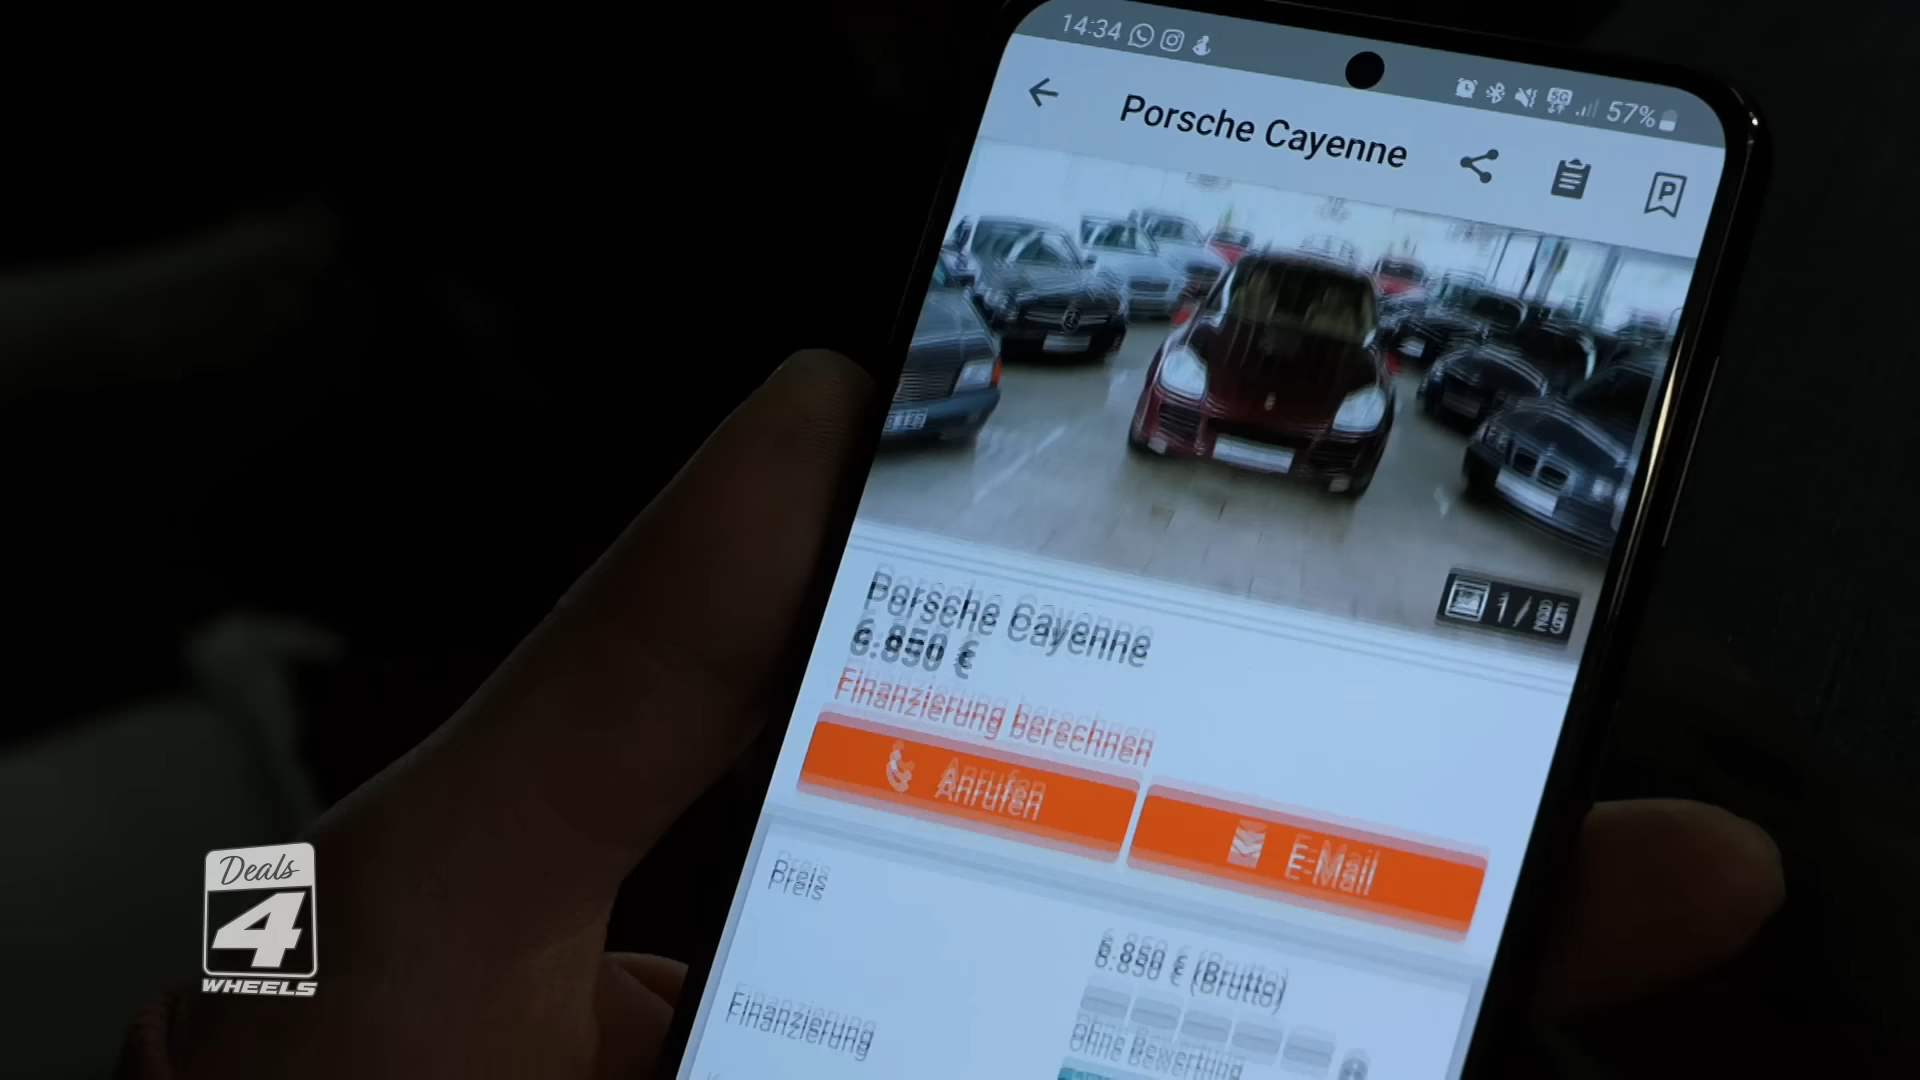 14:34
5G
57%
Porsche Cayenne
P
Porsche Cayenne
6.850 €
Finanzierung berechnen
Anrufen
E-Mail
Preis
6.850 € (Brutto)
Finanzierung
Ohne Bewertung
Deals
4
WHEELS